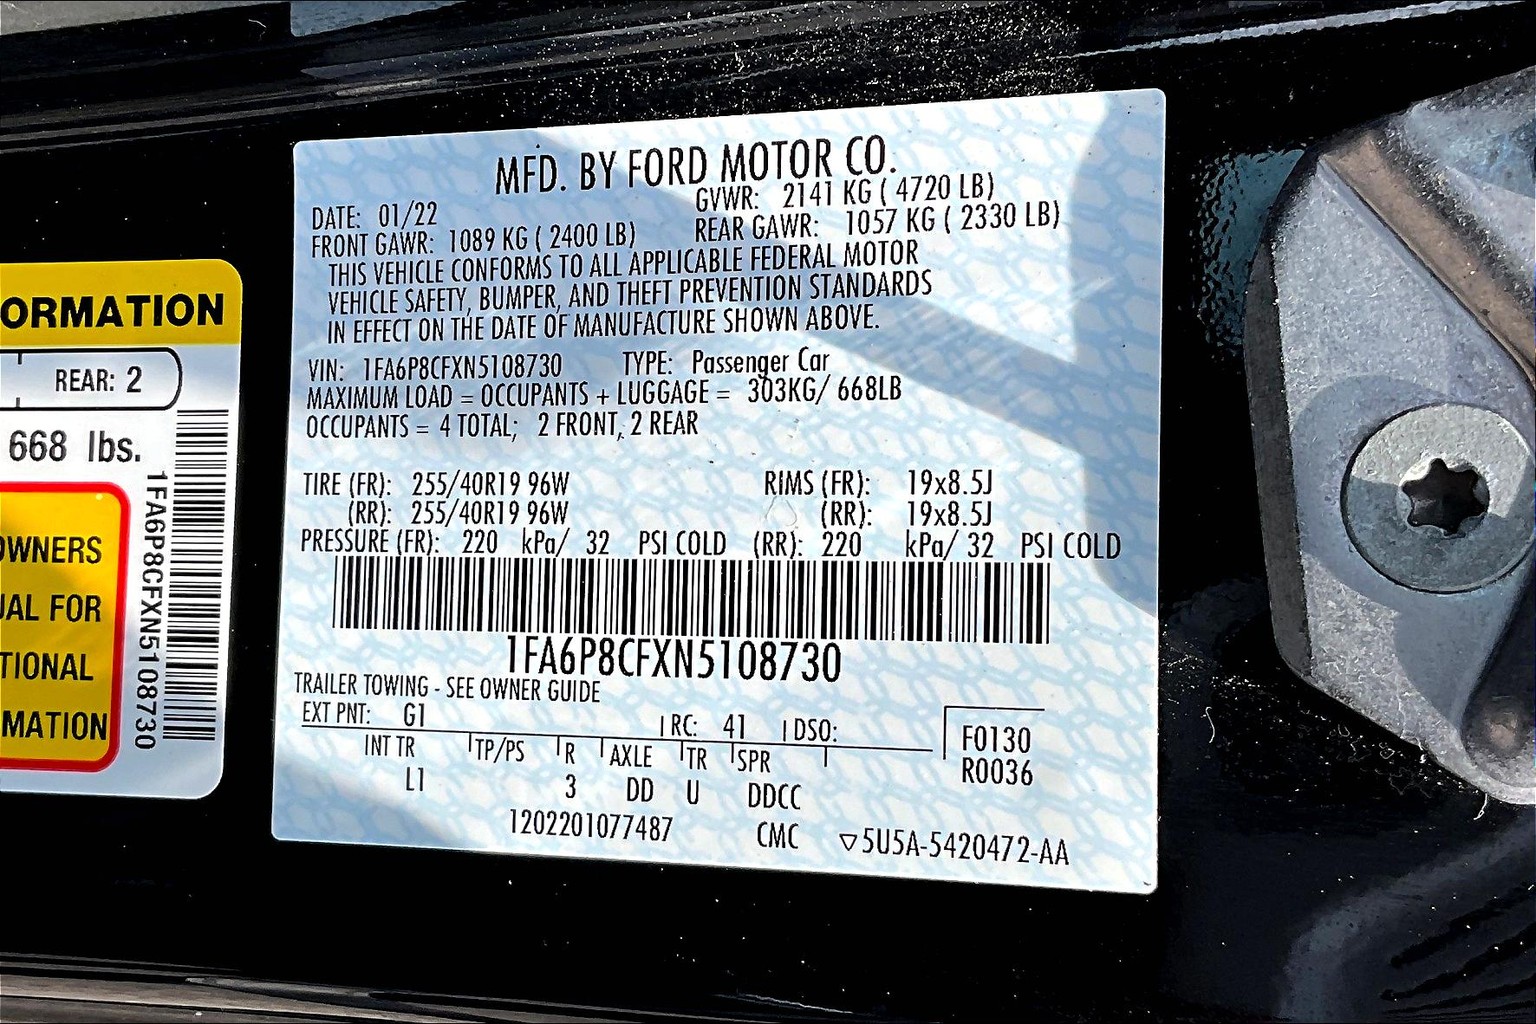 ORMATION
REAR: 2
668 lbs.
OWNERS
UAL FOR
TIONAL
MATION
1FA6P8CFXN5108730
MFD. BY FORD MOTOR CO.
DATE: 01/22 GVWR: 2141 KG ( 4720 LB)
FRONT GAWR: 1089 KG ( 2400 LB) REAR GAWR: 1057 KG ( 2330 LB)
THIS VEHICLE CONFORMS TO ALL APPLICABLE FEDERAL MOTOR
VEHICLE SAFETY, BUMPER, AND THEFT PREVENTION STANDARDS
IN EFFECT ON THE DATE OF MANUFACTURE SHOWN ABOVE.
VIN: 1FA6P8CFXN5108730 TYPE: Passenger Car
MAXIMUM LOAD = OCCUPANTS + LUGGAGE = 303KG/ 668LB
OCCUPANTS = 4 TOTAL; 2 FRONT, 2 REAR
TIRE (FR): 255/40R19 96W RIMS (FR): 19x8.5J
(RR): 255/40R19 96W (RR): 19x8.5J
PRESSURE (FR): 220 kPa/ 32 PSI COLD (RR): 220 kPa/ 32 PSI COLD
1FA6P8CFXN5108730
TRAILER TOWING - SEE OWNER GUIDE
EXT PNT: G1 RC: 41 DSO: F0130
R0036
INT TR TP/PS R AXLE TR SPR
L1 3 DD U DDCC
1202201077487 CMC ▽5U5A-5420472-AA